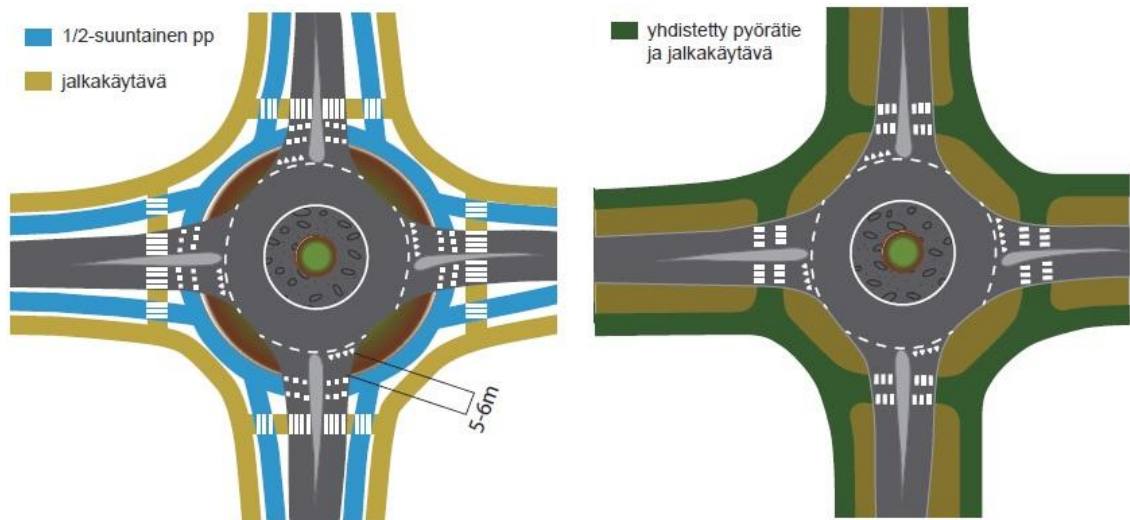 1/2-suuntainen pp
jalkakäytävä
5-6m
yhdistetty pyörätie
ja jalkakäytävä